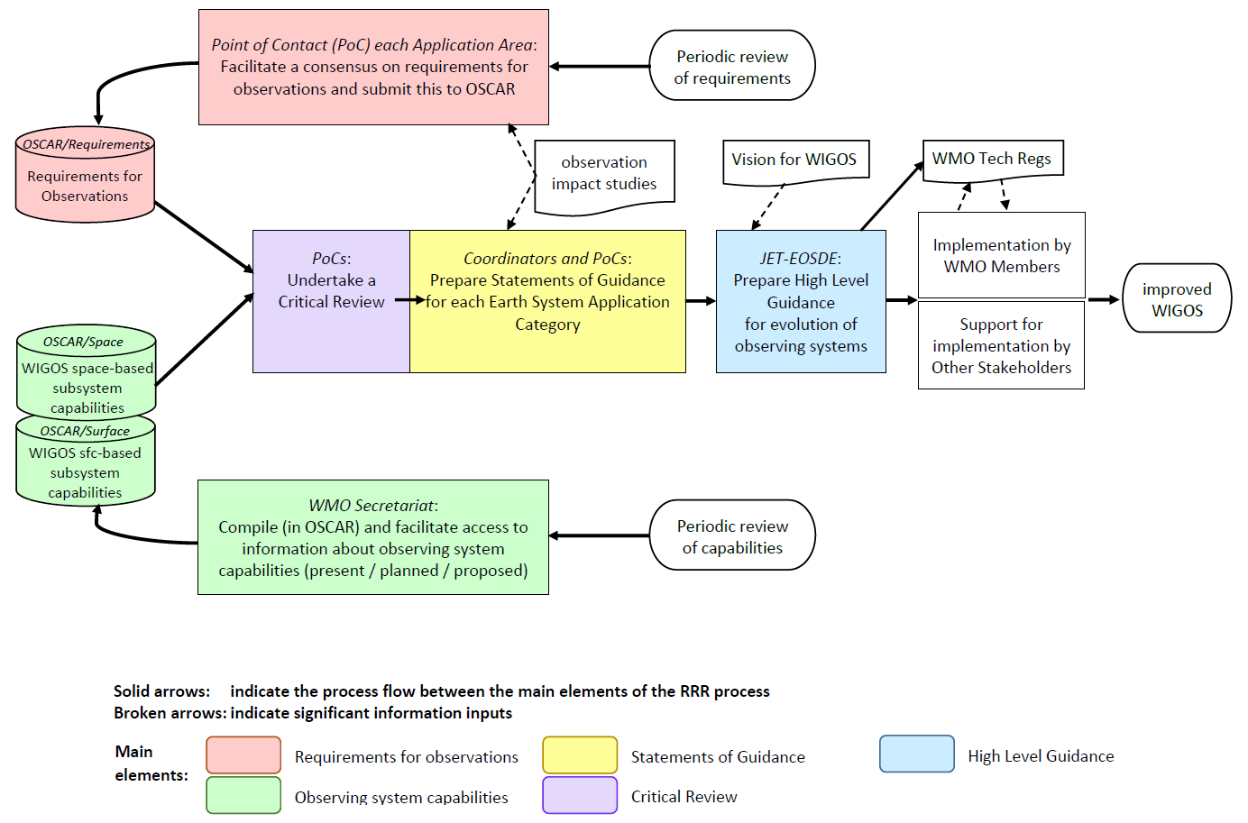 Point of Contact (PoC) each Application Area:
Facilitate a consensus on requirements for
observations and submit this to OSCAR
Periodic review
of requirements
OSCAR/Requirements
Requirements for
Observations
observation
impact studies
Vision for WIGOS
WMO Tech Regs
PoCs:
Undertake a
Critical Review
Coordinators and PoCs:
Prepare Statements of Guidance
for each Earth System Application
Category
JET-EOSDE:
Prepare High Level
Guidance
for evolution of
observing systems
Implementation by
WMO Members
Support for
implementation by
Other Stakeholders
improved
WIGOS
OSCAR/Space
WIGOS space-based
subsystem
capabilities
OSCAR/Surface
WIGOS sfc-based
subsystem
capabilities
WMO Secretariat:
Compile (in OSCAR) and facilitate access to
information about observing system
capabilities (present / planned / proposed)
Periodic review
of capabilities
Solid arrows: indicate the process flow between the main elements of the RRR process
Broken arrows: indicate significant information inputs
Main
elements:
Requirements for observations
Statements of Guidance
High Level Guidance
Observing system capabilities
Critical Review